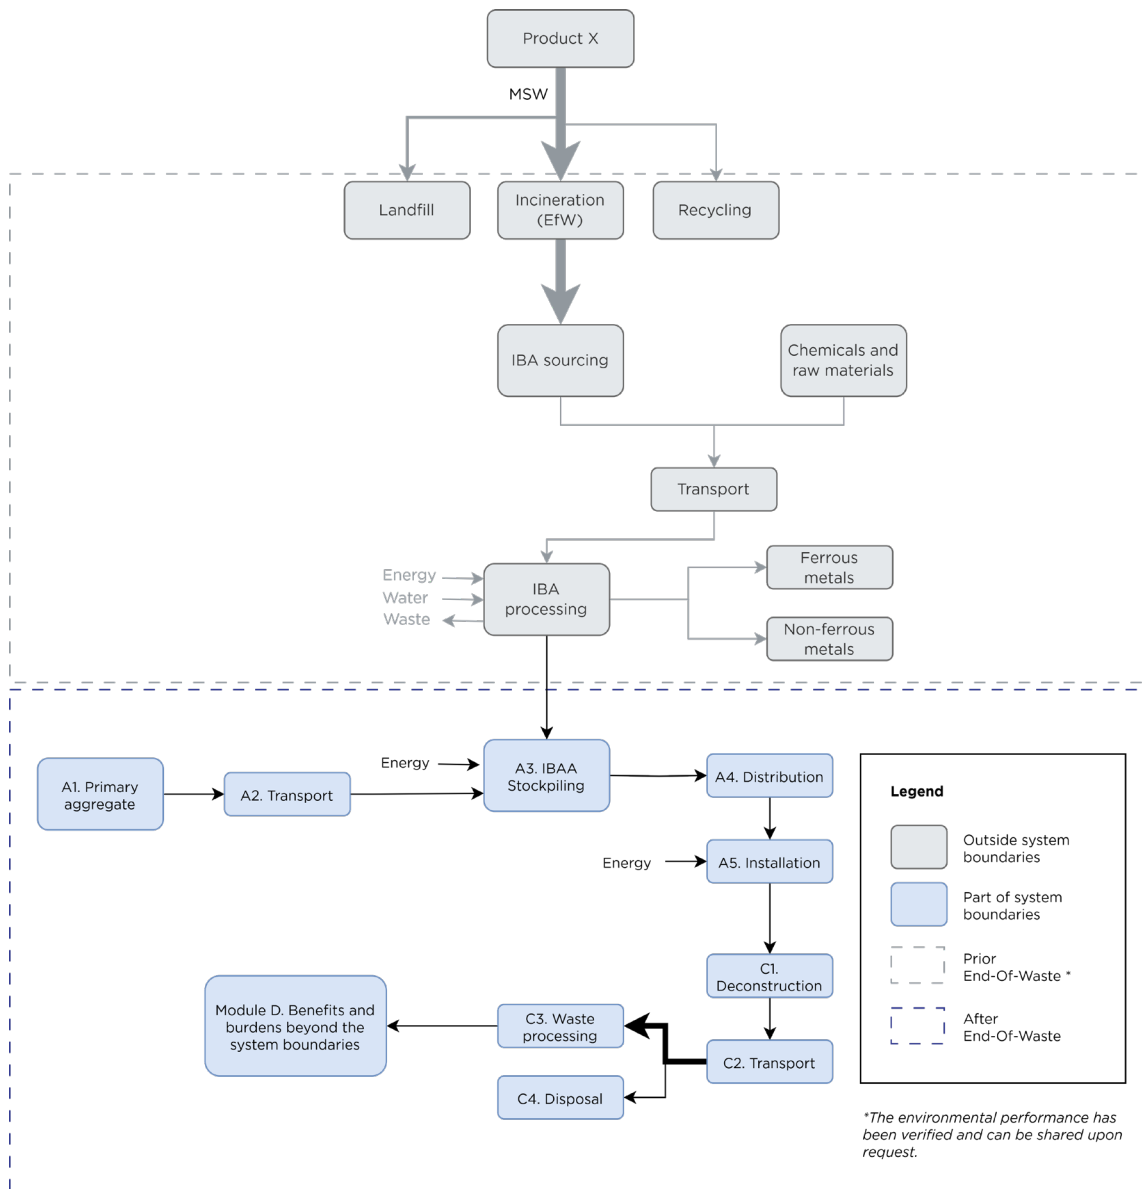 Product X
MSW
Landfill
Incineration
(EfW)
Recycling
IBA sourcing
Chemicals and
raw materials
Transport
Energy
Water
Waste
IBA
processing
Ferrous
metals
Non-ferrous
metals
A1. Primary
aggregate
A2. Transport
Energy
A3. IBAA
Stockpiling
A4. Distribution
Energy
A5. Installation
C1.
Deconstruction
C2. Transport
C3. Waste
processing
C4. Disposal
Module D. Benefits and
burdens beyond the
system boundaries
Legend
Outside system
boundaries
Part of system
boundaries
Prior
End-Of-Waste *
After
End-Of-Waste
*The environmental performance has
been verified and can be shared upon
request.